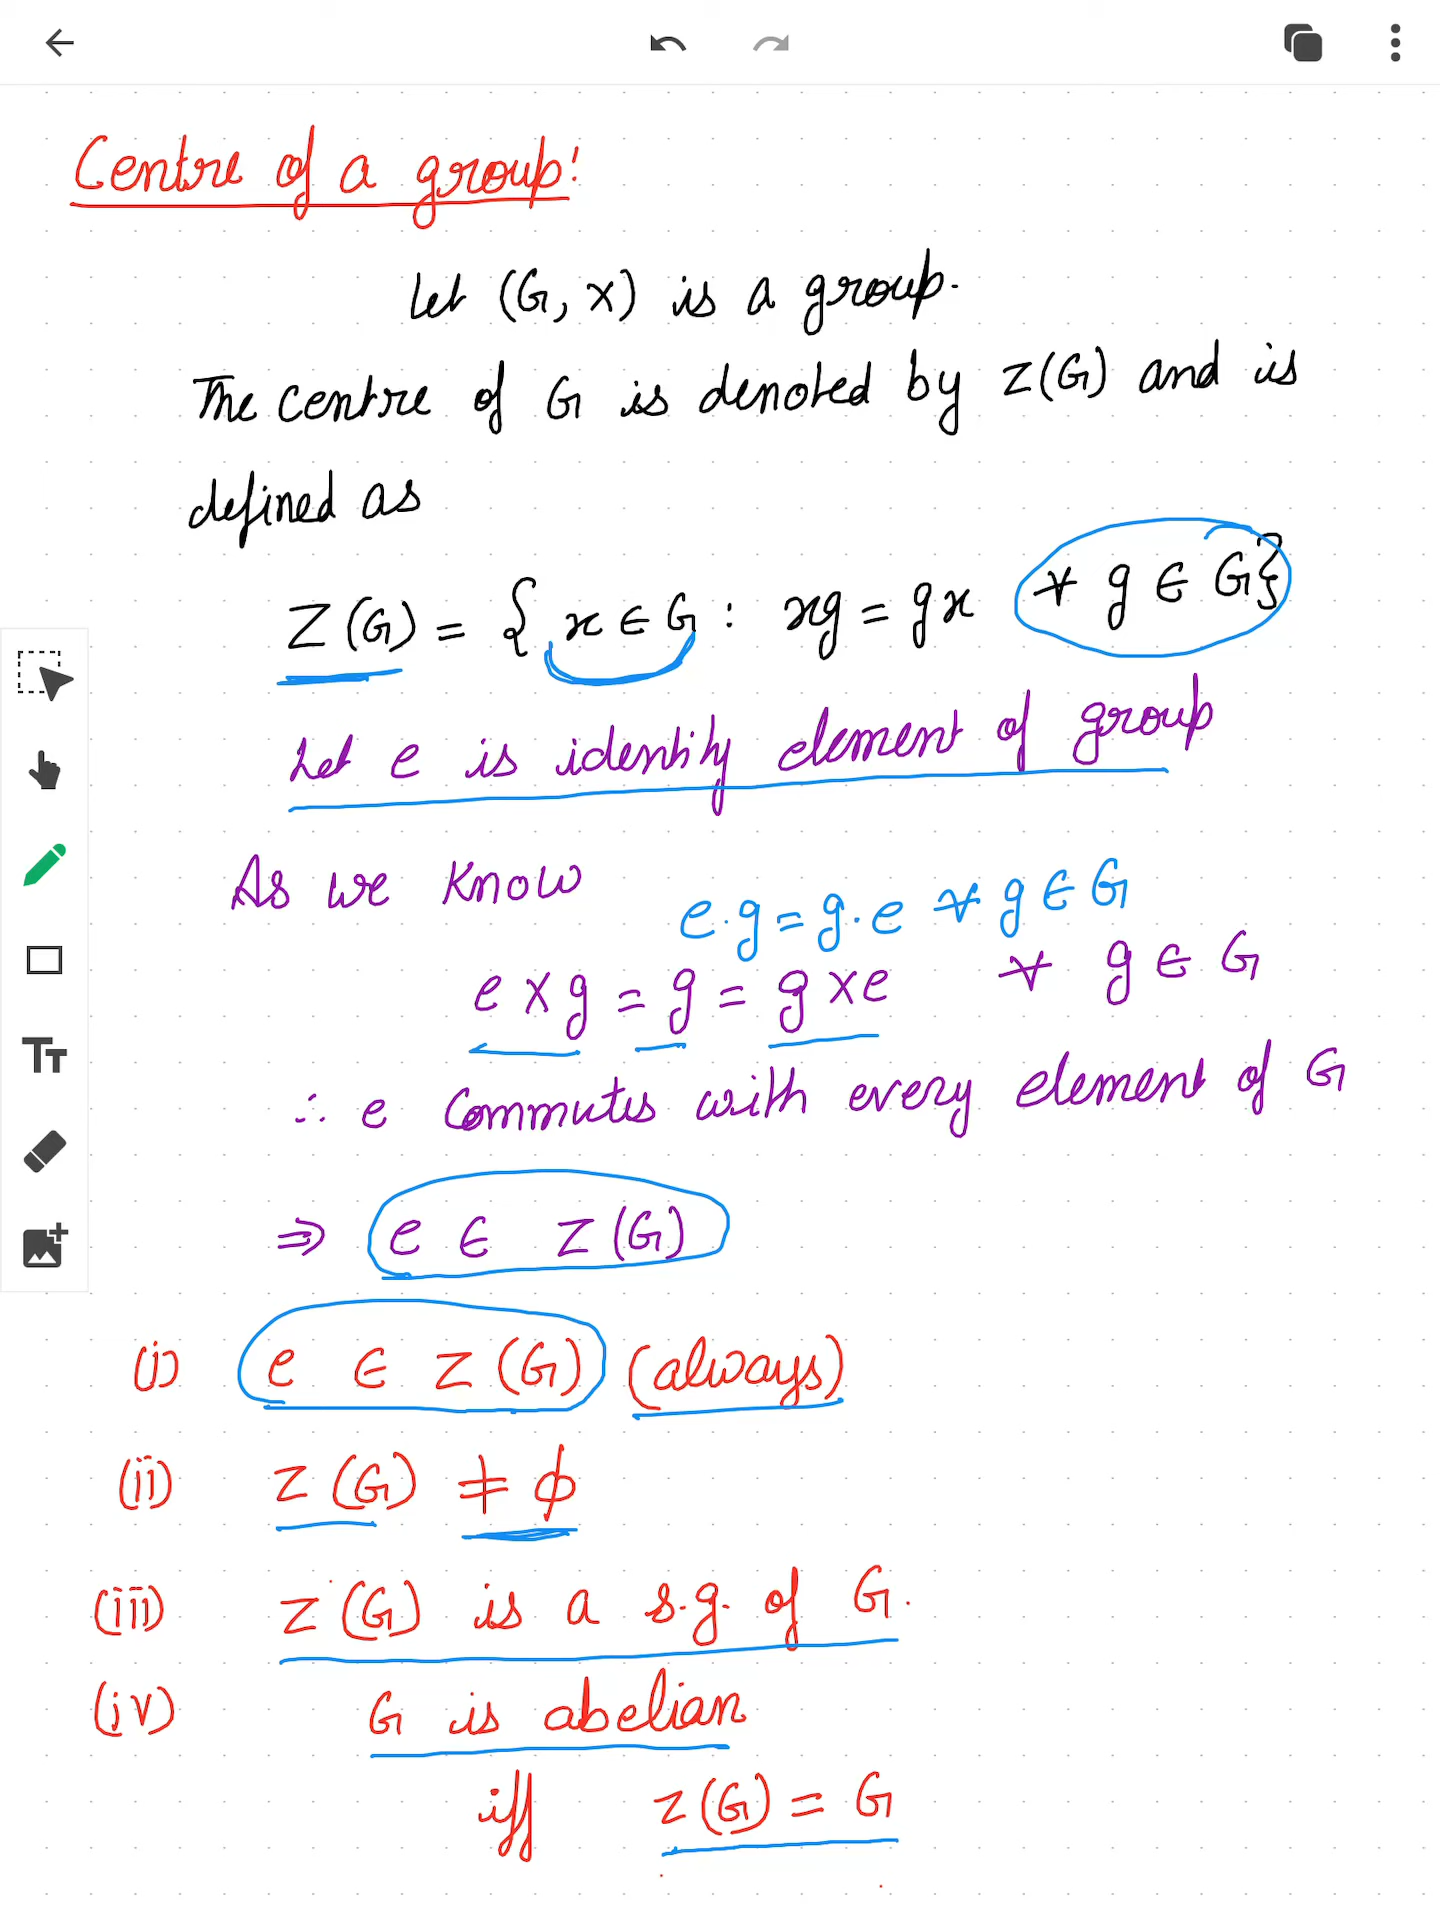 Centre of a group:
Let (G, x) is a group.
The centre of G is denoted by Z(G) and is
defined as
Z(G) = { x ∈ G : xg = gx ∀ g ∈ G}
Let e is identity element of group
As we know
e.g = g.e ∀ g ∈ G
e x g = g = g x e ∀ g ∈ G
∴ e commutes with every element of G
⇒ e ∈ Z(G)
(i) e ∈ Z(G) (always)
(ii) Z(G) ≠ ϕ
(iii) Z(G) is a s.g. of G.
(iv) G is abelian
iff Z(G) = G
TT